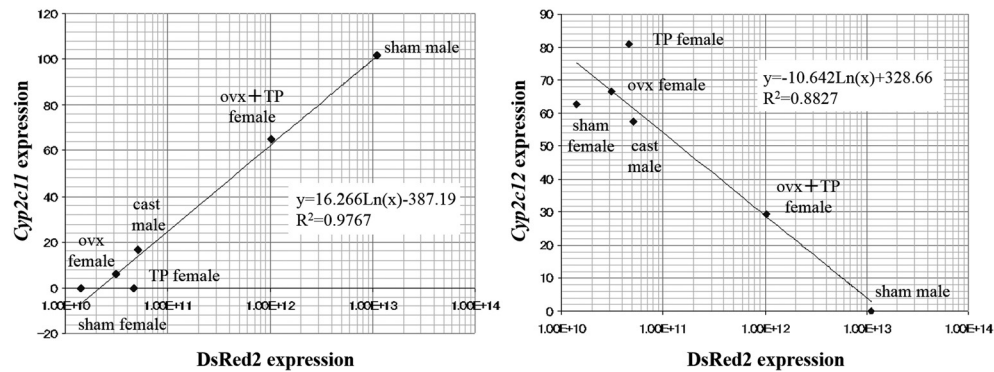 120
100
80
60
40
20
0
−20
Cyp2c11 expression
sham male
ovx+TP
female
y=16.266Ln(x)-387.19
R²=0.9767
cast
male
ovx
female
TP female
sham female
1.00E+10
1.00E+11
1.00E+12
1.00E+13
1.00E+14
DsRed2 expression
90
80
70
60
50
40
30
20
10
0
Cyp2c12 expression
TP female
y=-10.642Ln(x)+328.66
R²=0.8827
ovx female
sham
female
cast
male
ovx+TP
female
sham male
1.00E+10
1.00E+11
1.00E+12
1.00E+13
1.00E+14
DsRed2 expression